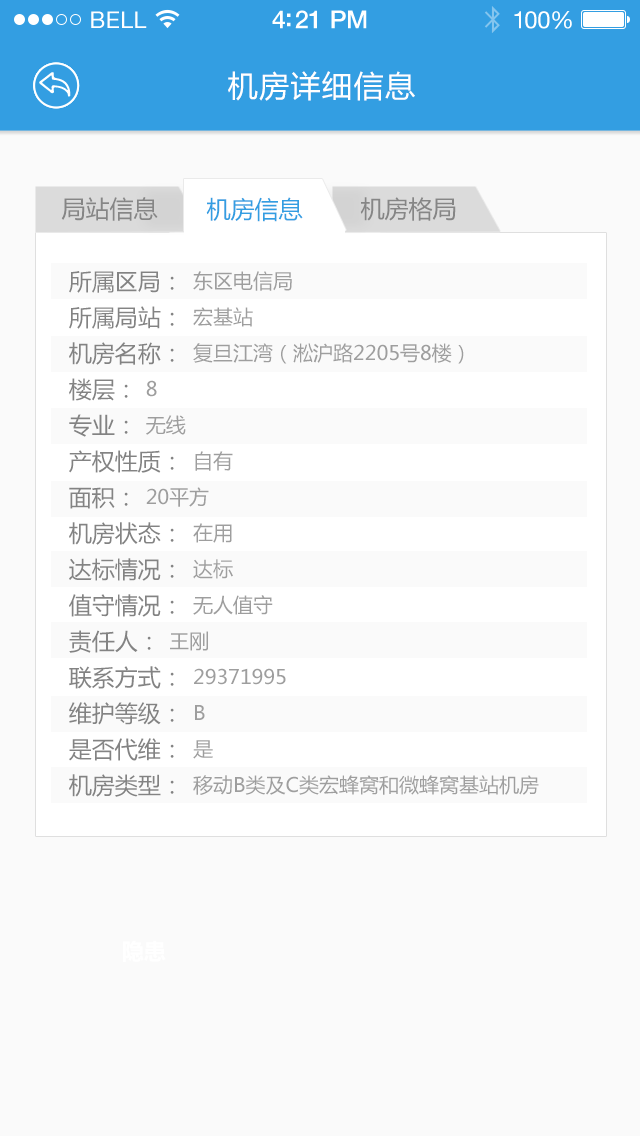 BELL 4:21 PM 100%
机房详细信息
局站信息 机房信息 机房格局
所属区局： 东区电信局
所属局站： 宏基站
机房名称： 复旦江湾（淞沪路2205号8楼）
楼层： 8
专业： 无线
产权性质： 自有
面积： 20平方
机房状态： 在用
达标情况： 达标
值守情况： 无人值守
责任人： 王刚
联系方式： 29371995
维护等级： B
是否代维： 是
机房类型： 移动B类及C类宏蜂窝和微蜂窝基站机房
隐患